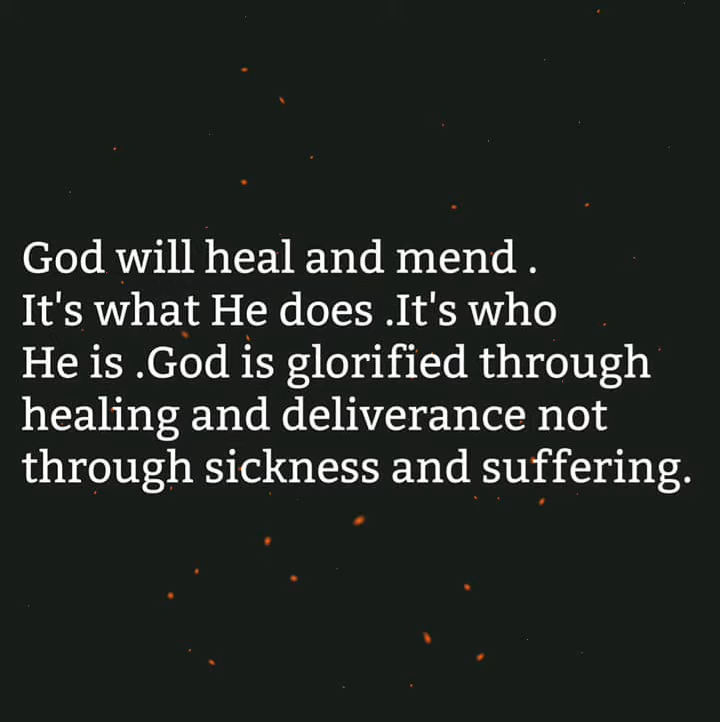 God will heal and mend .
It's what He does .It's who
He is .God is glorified through
healing and deliverance not
through sickness and suffering.